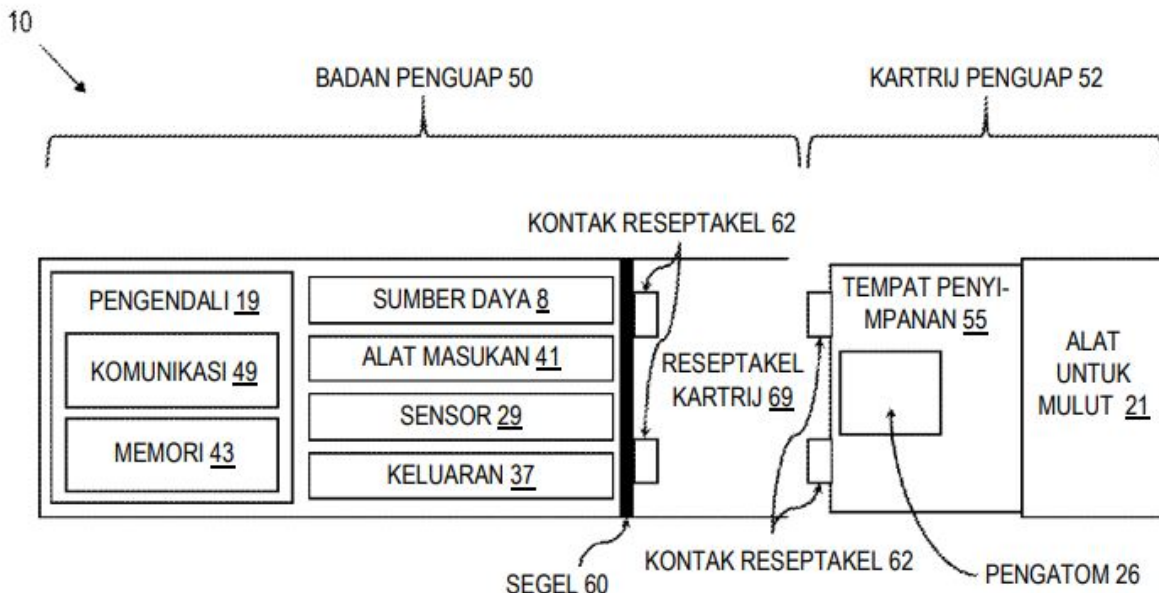 10
BADAN PENGUAP 50
KARTRIJ PENGUAP 52
KONTAK RESEPTAKEL 62
PENGENDALI 19
KOMUNIKASI 49
MEMORI 43
SUMBER DAYA 8
ALAT MASUKAN 41
SENSOR 29
KELUARAN 37
RESEPTAKEL
KARTRIJ 69
TEMPAT PENYI-
MPANAN 55
ALAT
UNTUK
MULUT 21
SEGEL 60
KONTAK RESEPTAKEL 62
PENGATOM 26